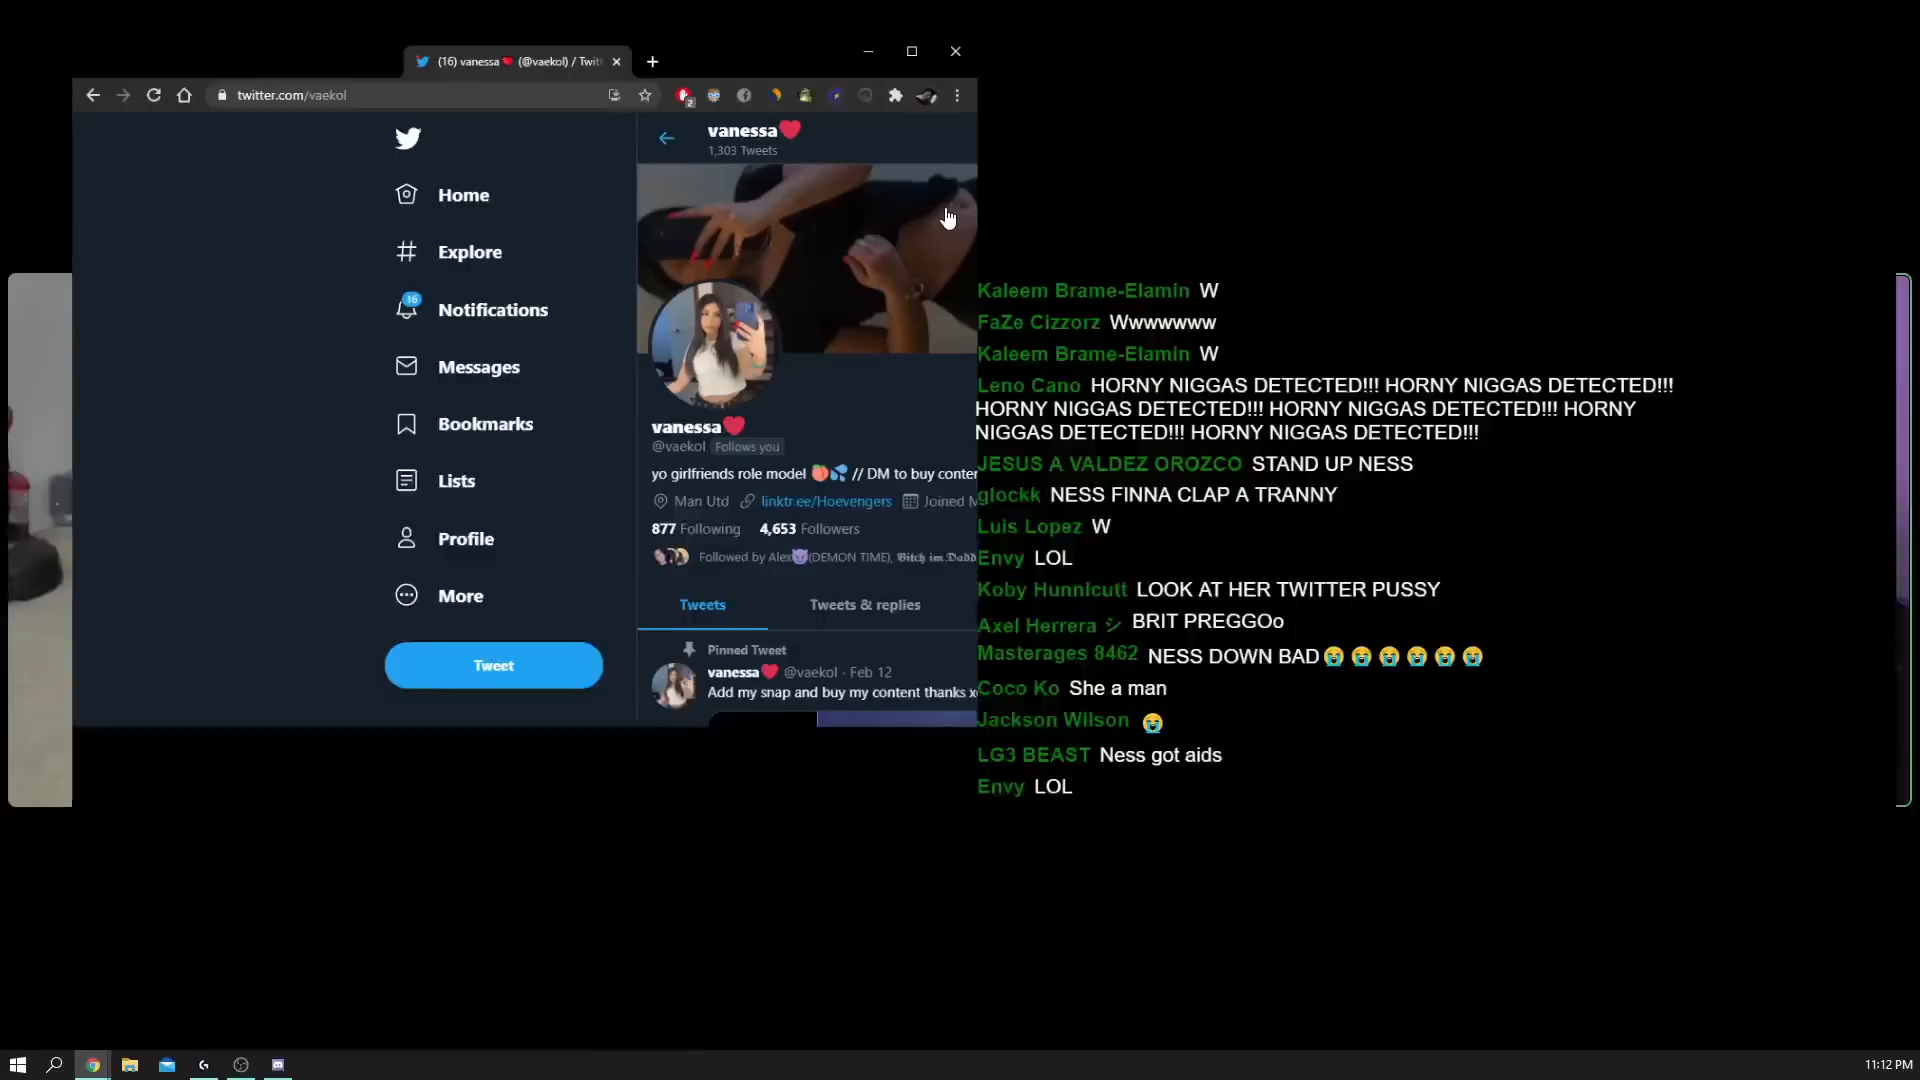 (16) vanessa❤ (@vaekol) / Twitt
twitter.com/vaekol
2
vanessa❤
1,303 Tweets
Home
Explore
16
Notifications
Messages
Bookmarks
Lists
Profile
More
Tweet
vanessa❤
@vaekol Follows you
yo girlfriends role model 🍑💦 // DM to buy conten
Man Utd linktr.ee/Hoevengers Joined M
877 Following 4,653 Followers
Followed by Alex😈(DEMON TIME),
Tweets Tweets & replies
Pinned Tweet
vanessa❤ @vaekol · Feb 12
Add my snap and buy my content thanks x
Kaleem Brame-Elamin W
FaZe Cizzorz Wwwwwww
Kaleem Brame-Elamin W
Leno Cano HORNY NIGGAS DETECTED!!! HORNY NIGGAS DETECTED!!!
HORNY NIGGAS DETECTED!!! HORNY NIGGAS DETECTED!!! HORNY
NIGGAS DETECTED!!! HORNY NIGGAS DETECTED!!!
JESUS A VALDEZ OROZCO STAND UP NESS
glockk NESS FINNA CLAP A TRANNY
Luis Lopez W
Envy LOL
Koby Hunnicutt LOOK AT HER TWITTER PUSSY
Axel Herrera シ BRIT PREGGOo
Masterages 8462 NESS DOWN BAD😭😭😭😭😭😭
Coco Ko She a man
Jackson Wilson 😭
LG3 BEAST Ness got aids
Envy LOL
11:12 PM